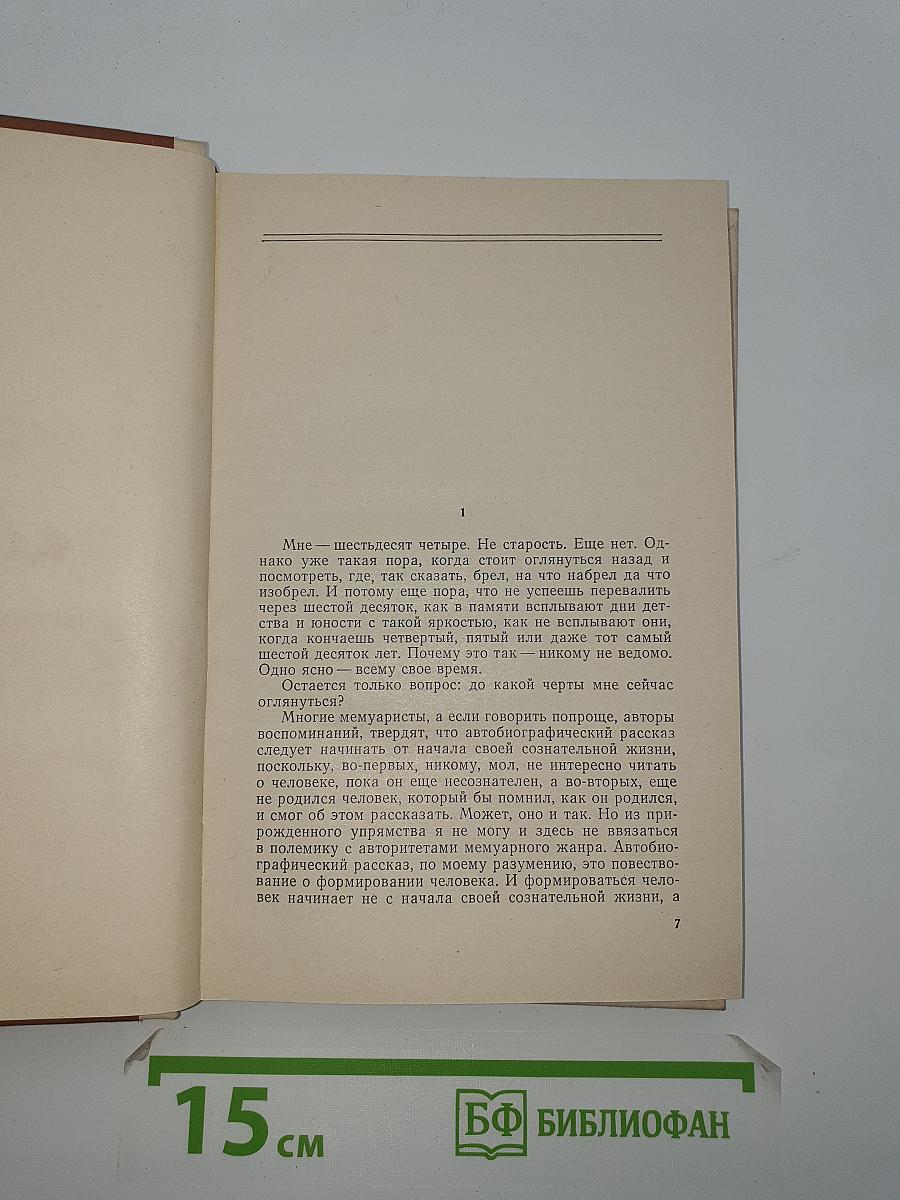 1
Мне — шестьдесят четыре. Не старость. Еще нет. Од-
нако уже такая пора, когда стоит оглянуться назад и
посмотреть, где, так сказать, брел, на что набрел да что
изобрел. И потому еще пора, что не успеешь перевалить
через шестой десяток, как в памяти всплывают дни дет-
ства и юности с такой яркостью, как не всплывают они,
когда кончаешь четвертый, пятый или даже тот самый
шестой десяток лет. Почему это так — никому не ведомо.
Одно ясно — всему свое время.
Остается только вопрос: до какой черты мне сейчас
оглянуться?
Многие мемуаристы, а если говорить попроще, авторы
воспоминаний, твердят, что автобиографический рассказ
следует начинать от начала своей сознательной жизни,
поскольку, во-первых, никому, мол, не интересно читать
о человеке, пока он еще несознателен, а во-вторых, еще
не родился человек, который бы помнил, как он родился,
и смог об этом рассказать. Может, оно и так. Но из при-
рожденного упрямства я не могу и здесь не ввязаться
в полемику с авторитетами мемуарного жанра. Автобио-
графический рассказ, по моему разумению, это повество-
вание о формировании человека. И формироваться чело-
век начинает не с начала своей сознательной жизни, а
7
15 см
БФ БИБЛИОФАН